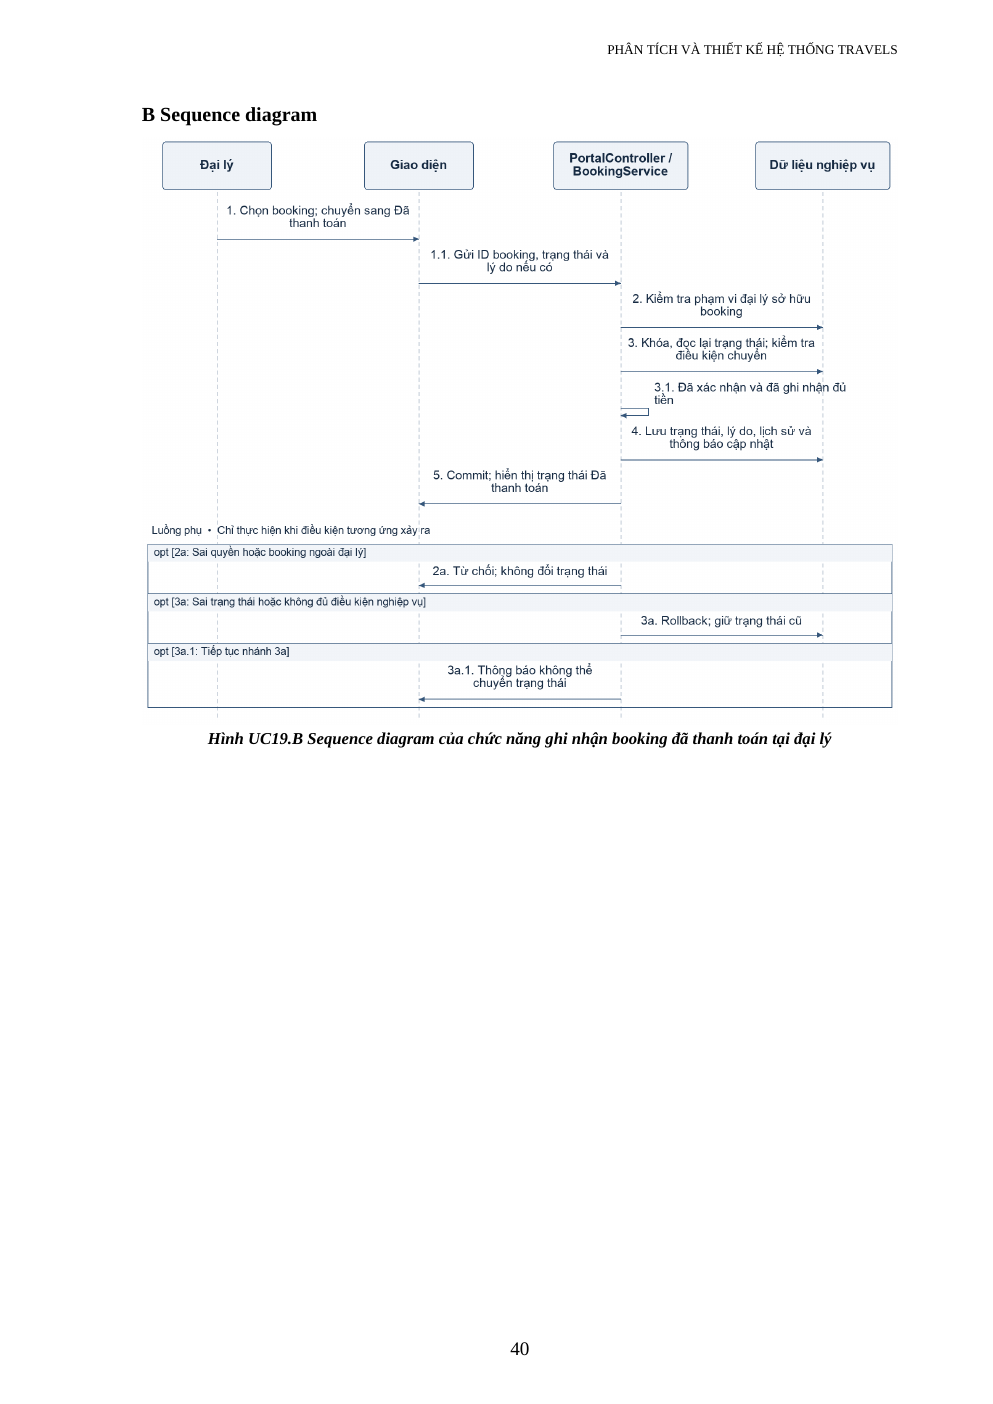 PHÂN TÍCH VÀ THIẾT KẾ HỆ THỐNG TRAVELS
B Sequence diagram
Đại lý
Giao diện
PortalController /
BookingService
Dữ liệu nghiệp vụ
1. Chọn booking; chuyển sang Đã
thanh toán
1.1. Gửi ID booking, trạng thái và
lý do nếu có
2. Kiểm tra phạm vi đại lý sở hữu
booking
3. Khóa, đọc lại trạng thái; kiểm tra
điều kiện chuyển
3.1. Đã xác nhận và đã ghi nhận đủ
tiền
4. Lưu trạng thái, lý do, lịch sử và
thông báo cập nhật
5. Commit; hiển thị trạng thái Đã
thanh toán
Luồng phụ • Chỉ thực hiện khi điều kiện tương ứng xảy ra
opt [2a: Sai quyền hoặc booking ngoài đại lý]
2a. Từ chối; không đổi trạng thái
opt [3a: Sai trạng thái hoặc không đủ điều kiện nghiệp vụ]
3a. Rollback; giữ trạng thái cũ
opt [3a.1: Tiếp tục nhánh 3a]
3a.1. Thông báo không thể
chuyển trạng thái
Hình UC19.B Sequence diagram của chức năng ghi nhận booking đã thanh toán tại đại lý
40